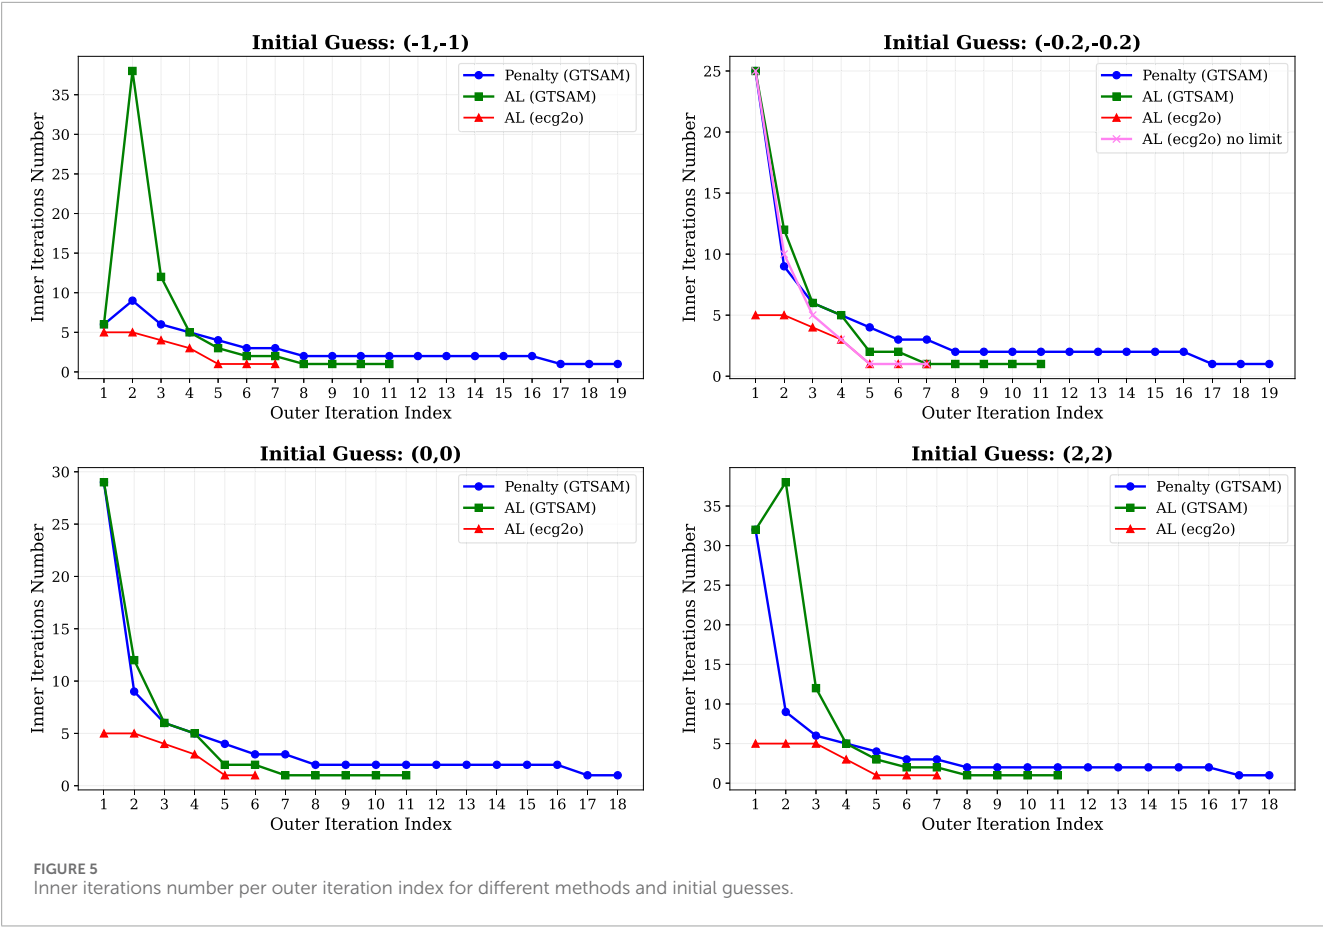 Initial Guess: (-1,-1)
Inner Iterions Number
35
30
25
20
15
10
5
0
Penalty (GTSAM)
AL (GTSAM)
AL (ecg2o)
1 2 3 4 5 6 7 8 9 10 11 12 13 14 15 16 17 18 19
Outer Iteration Index
Initial Guess: (-0.2,-0.2)
Inner Iterions Number
25
20
15
10
5
0
Penalty (GTSAM)
AL (GTSAM)
AL (ecg2o)
AL (ecg2o) no limit
1 2 3 4 5 6 7 8 9 10 11 12 13 14 15 16 17 18 19
Outer Iteration Index
Initial Guess: (0,0)
Inner Iterions Number
30
25
20
15
10
5
0
Penalty (GTSAM)
AL (GTSAM)
AL (ecg2o)
1 2 3 4 5 6 7 8 9 10 11 12 13 14 15 16 17 18
Outer Iteration Index
Initial Guess: (2,2)
Inner Iterions Number
35
30
25
20
15
10
5
0
Penalty (GTSAM)
AL (GTSAM)
AL (ecg2o)
1 2 3 4 5 6 7 8 9 10 11 12 13 14 15 16 17 18
Outer Iteration Index
FIGURE 5
Inner iterations number per outer iteration index for different methods and initial guesses.